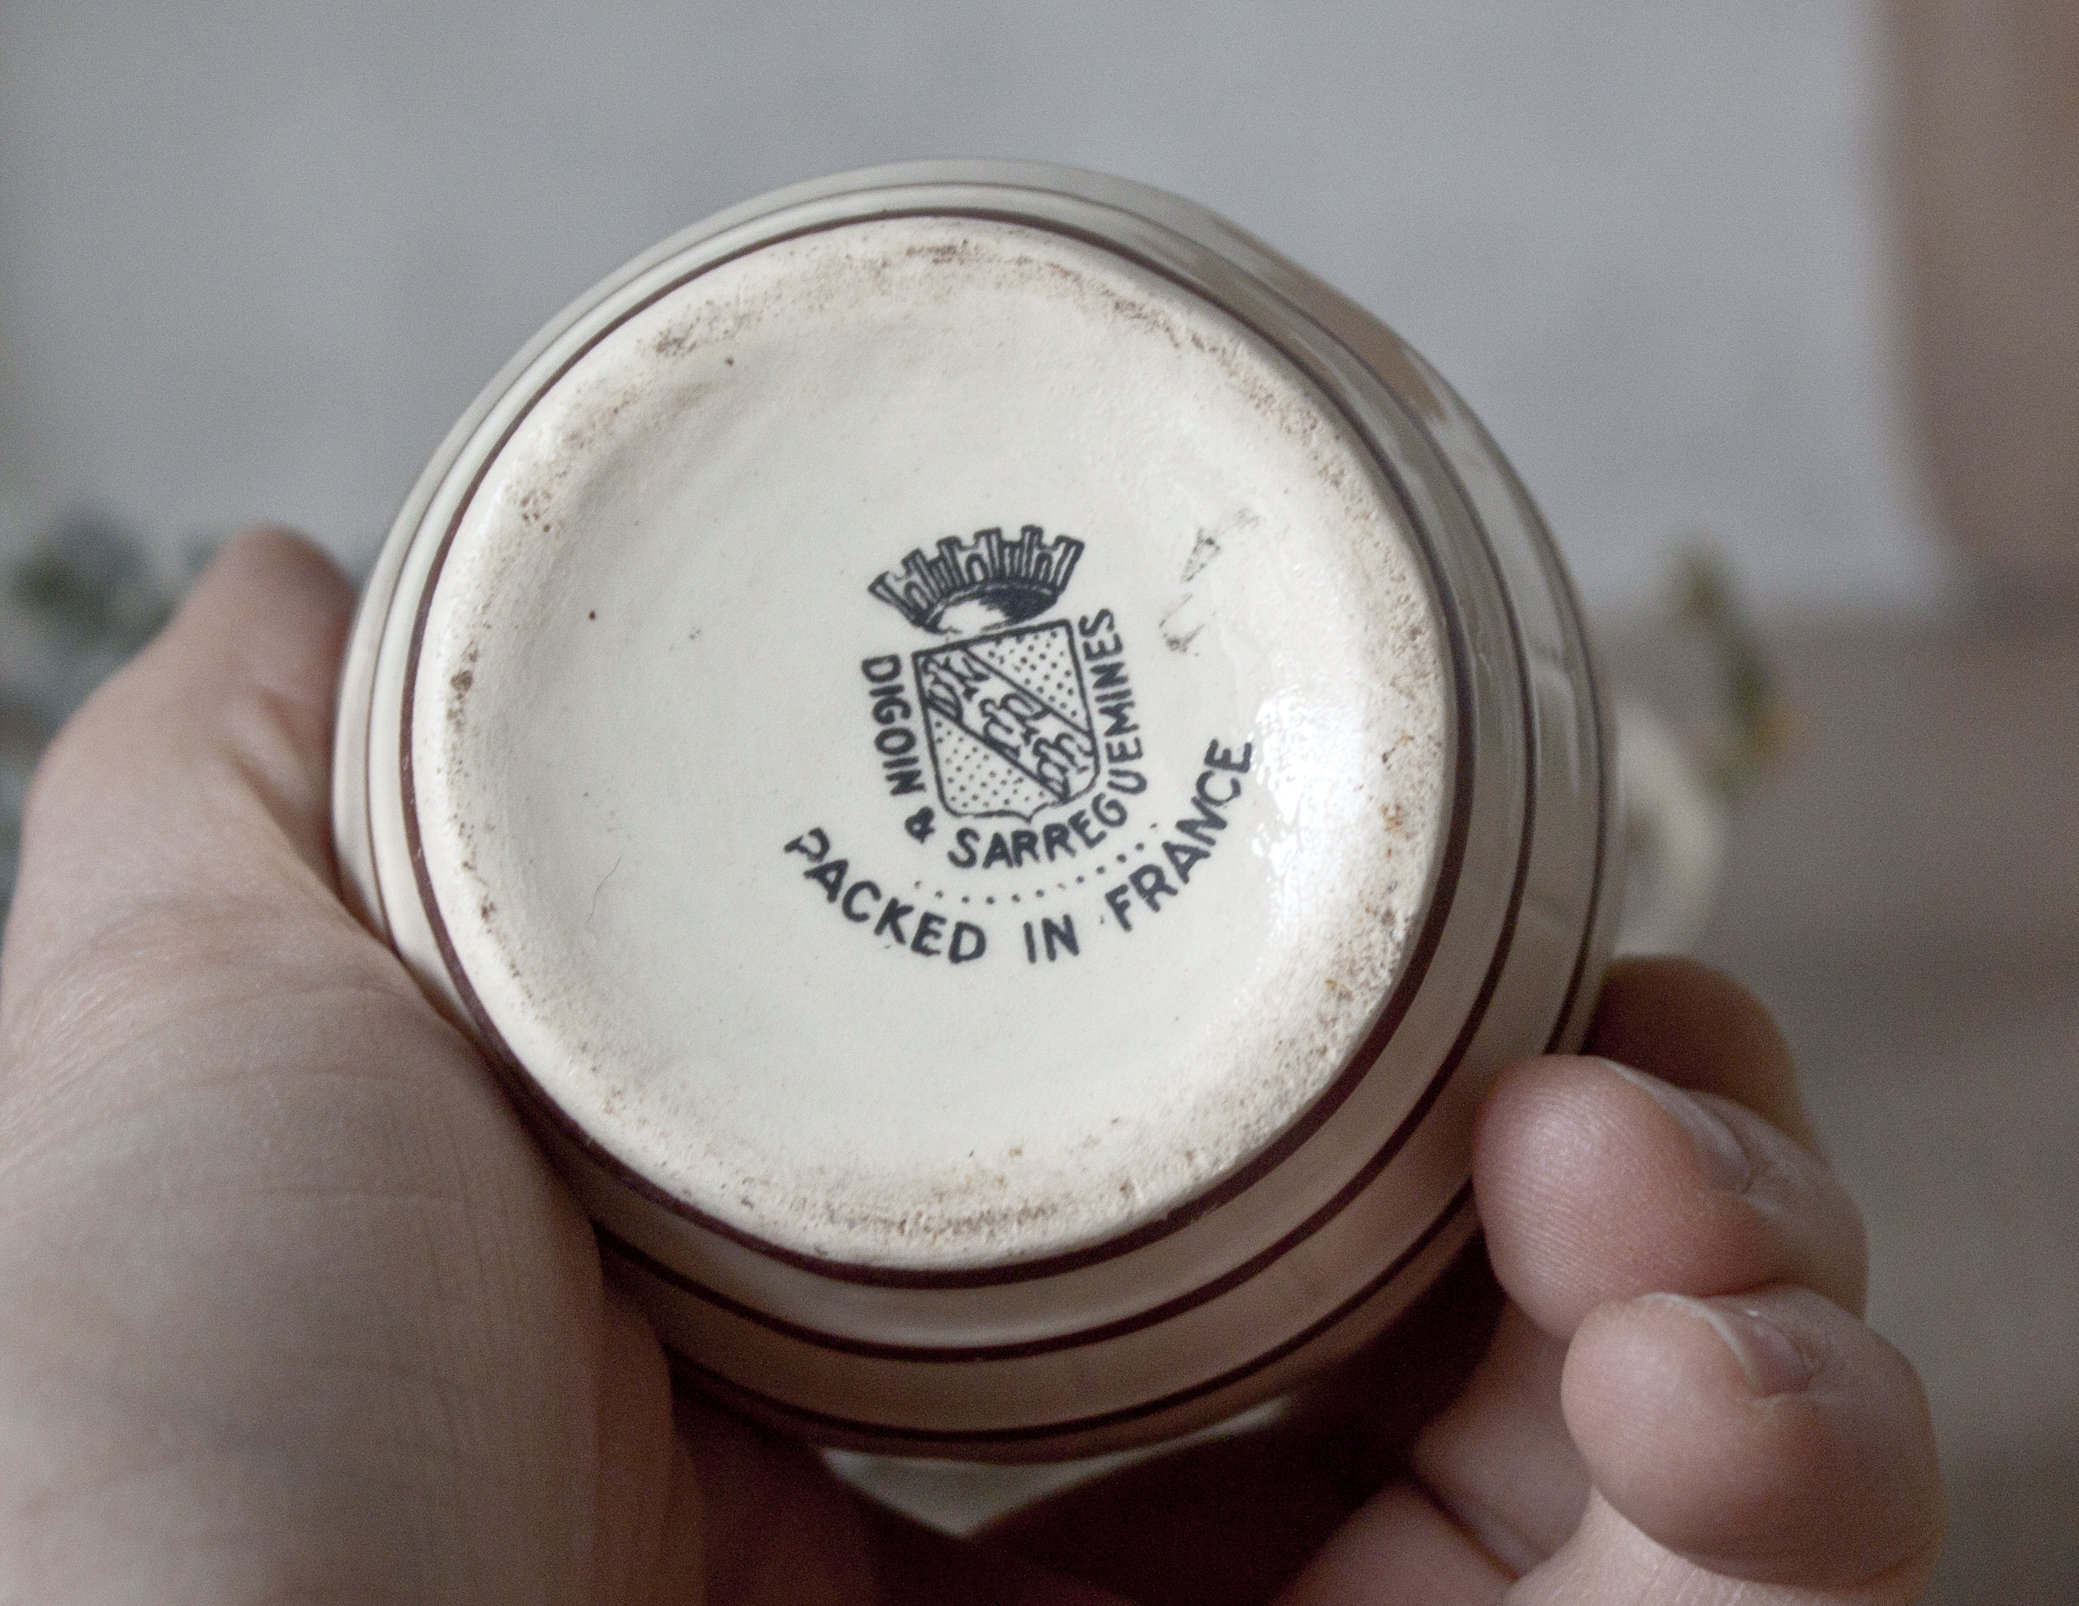 DIGOIN & SARREGUEMINES
PACKED IN FRANCE